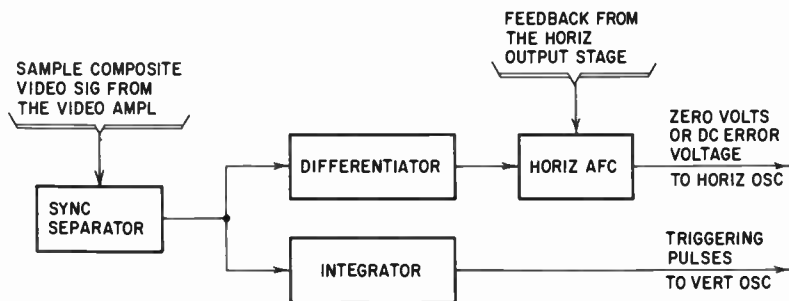 FEEDBACK FROM
THE HORIZ
OUTPUT STAGE
SAMPLE COMPOSITE
VIDEO SIG FROM
THE VIDEO AMPL
SYNC
SEPARATOR
DIFFERENTIATOR
HORIZ AFC
ZERO VOLTS
OR DC ERROR
VOLTAGE
TO HORIZ OSC
INTEGRATOR
TRIGGERING
PULSES
TO VERT OSC